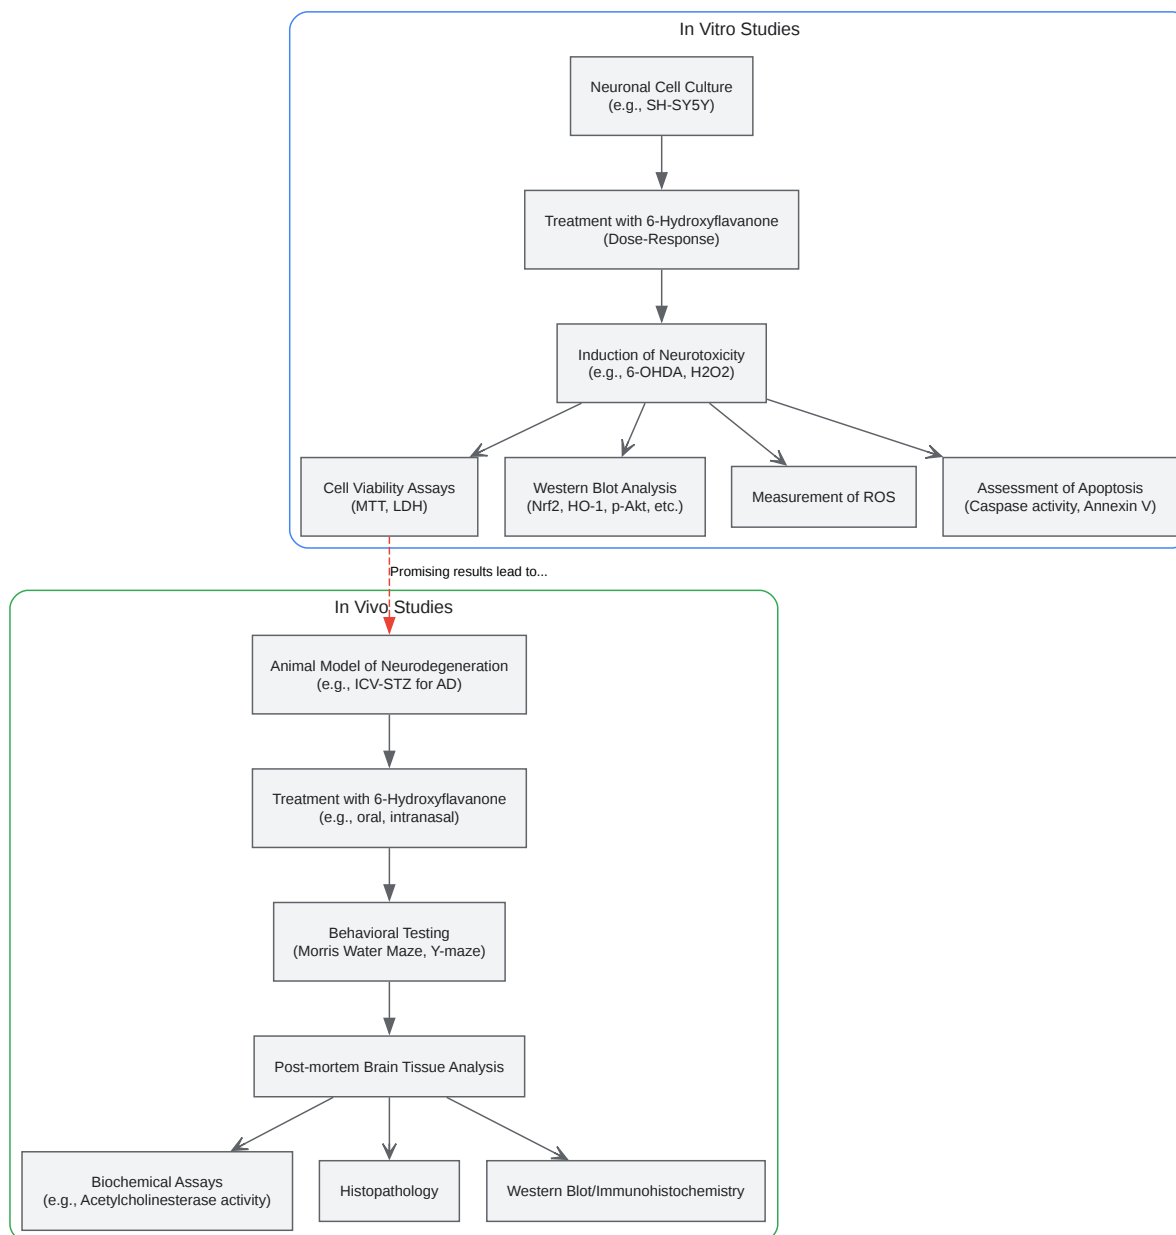 In Vitro Studies
Neuronal Cell Culture
(e.g., SH-SY5Y)
Treatment with 6-Hydroxyflavanone
(Dose-Response)
Induction of Neurotoxicity
(e.g., 6-OHDA, H2O2)
Cell Viability Assays
(MTT, LDH)
Western Blot Analysis
(Nrf2, HO-1, p-Akt, etc.)
Measurement of ROS
Assessment of Apoptosis
(Caspase activity, Annexin V)
Promising results lead to...
In Vivo Studies
Animal Model of Neurodegeneration
(e.g., ICV-STZ for AD)
Treatment with 6-Hydroxyflavanone
(e.g., oral, intranasal)
Behavioral Testing
(Morris Water Maze, Y-maze)
Post-mortem Brain Tissue Analysis
Biochemical Assays
(e.g., Acetylcholinesterase activity)
Histopathology
Western Blot/Immunohistochemistry